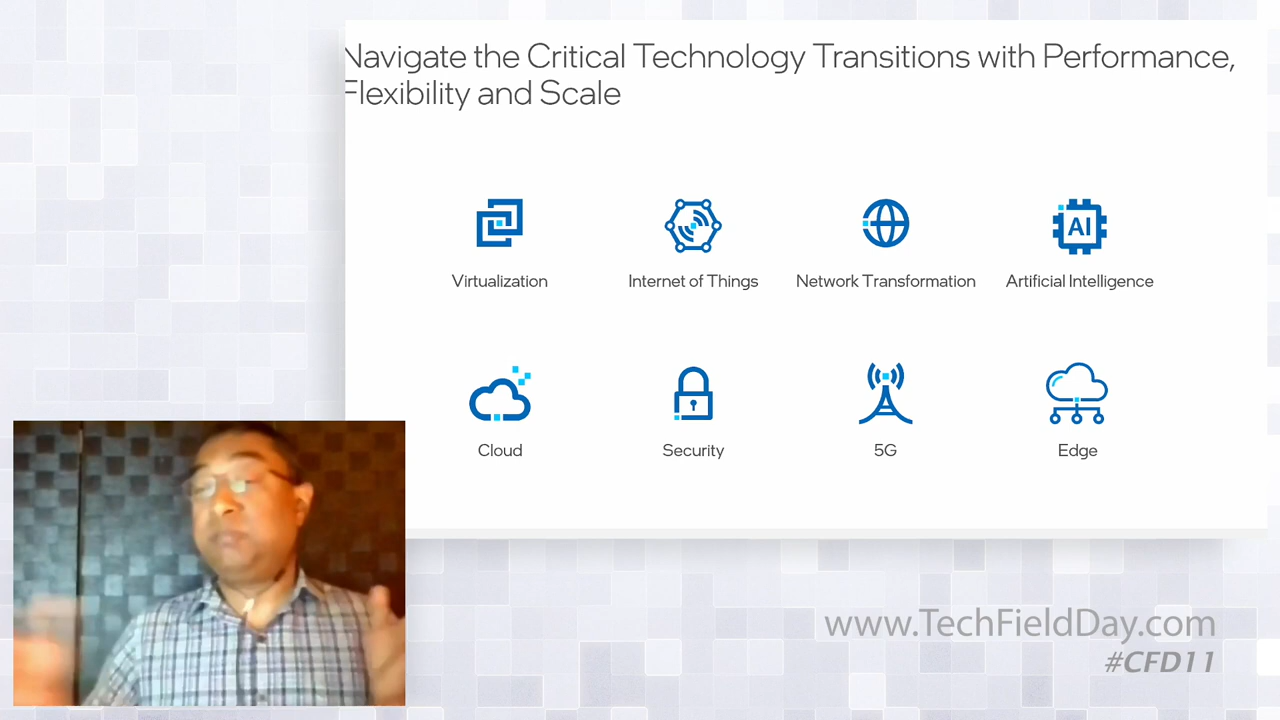 Navigate the Critical Technology Transitions with Performance,
Flexibility and Scale
AI
Virtualization
Internet of Things
Network Transformation
Artificial Intelligence
Cloud
Security
5G
Edge
www.TechFieldDay.com
#CFD11